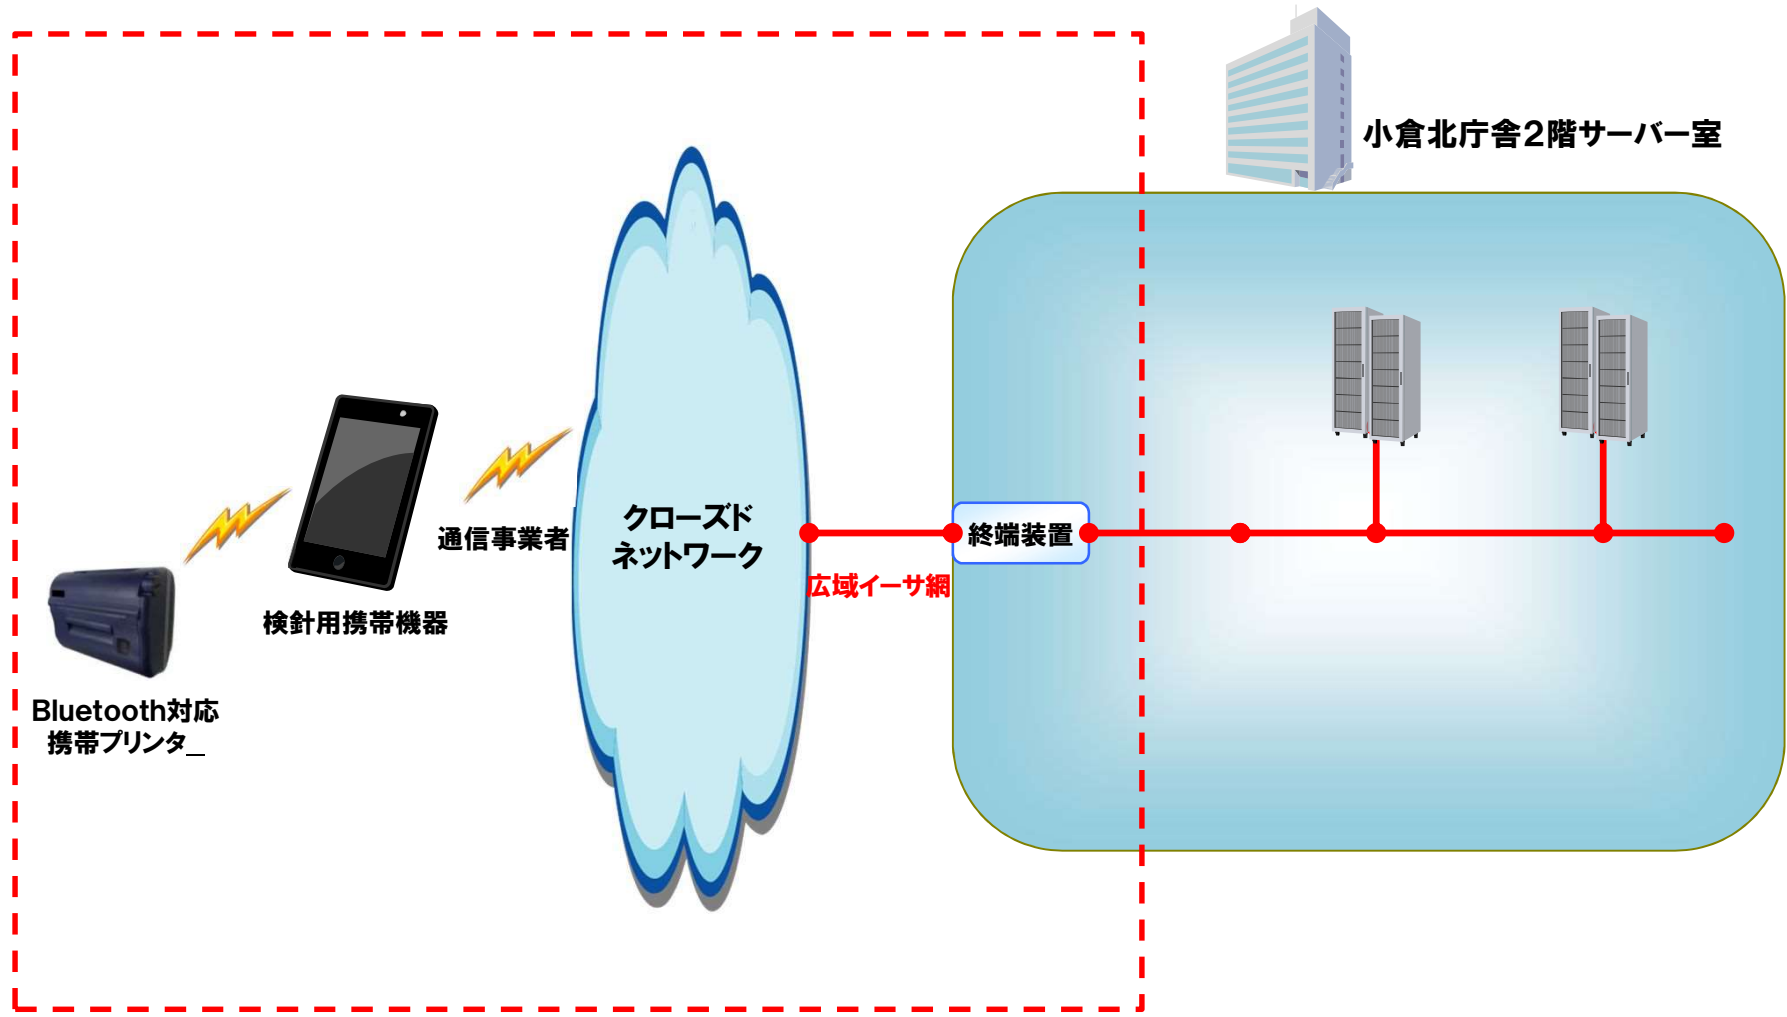 小倉北庁舎2階サーバー室
クローズド
ネットワーク
通信事業者
終端装置
広域イーサ網
検針用携帯機器
Bluetooth対応
携帯プリンタ_